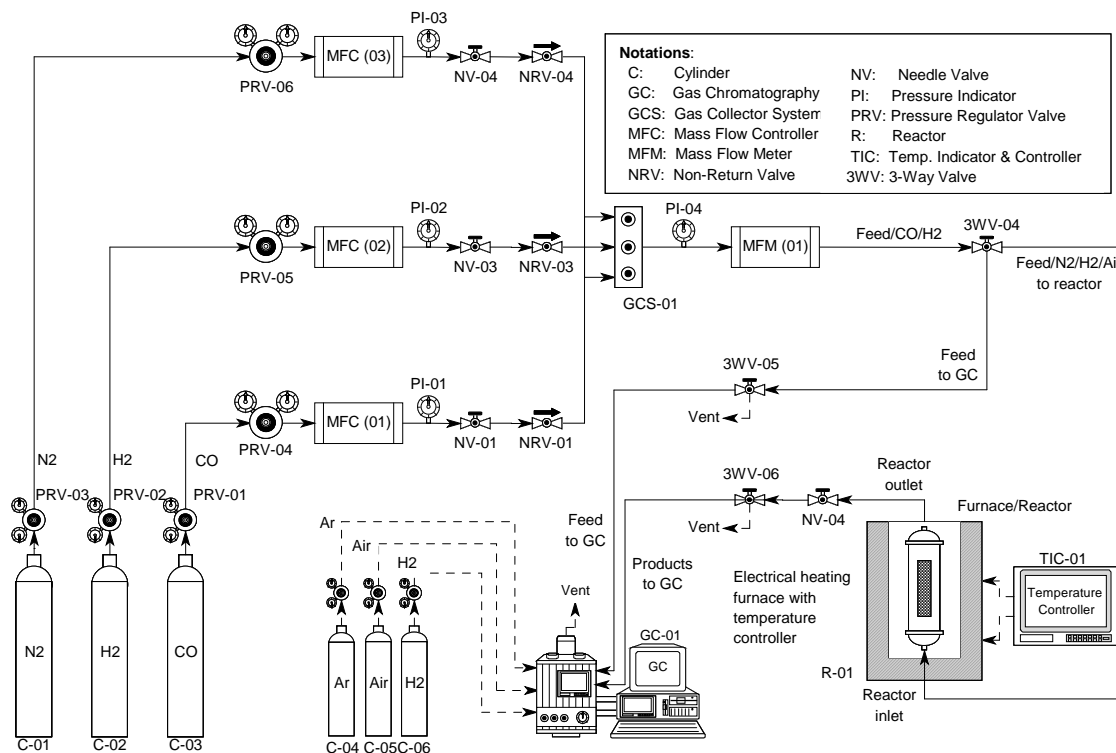 PI-03
MFC (03)
PRV-06
NV-04
NRV-04
Notations:
C: Cylinder
GC: Gas Chromatography
GCS: Gas Collector System
MFC: Mass Flow Controller
MFM: Mass Flow Meter
NRV: Non-Return Valve
NV: Needle Valve
PI: Pressure Indicator
PRV: Pressure Regulator Valve
R: Reactor
TIC: Temp. Indicator & Controller
3WV: 3-Way Valve
PI-02
MFC (02)
PRV-05
NV-03
NRV-03
GCS-01
PI-04
MFM (01)
Feed/CO/H2
3WV-04
Feed/N2/H2/Ai
to reactor
PI-01
MFC (01)
PRV-04
NV-01
NRV-01
3WV-05
Vent
Feed
to GC
N2
H2
CO
PRV-03
PRV-02
PRV-01
3WV-06
Vent
NV-04
Reactor
outlet
Furnace/Reactor
Ar
Air
H2
Feed
to GC
Products
to GC
Electrical heating
furnace with
temperature
controller
TIC-01
Temperature
Controller
Vent
GC-01
GC
R-01
Reactor
inlet
N2
H2
CO
Ar
Air
H2
C-01
C-02
C-03
C-04
C-05
C-06